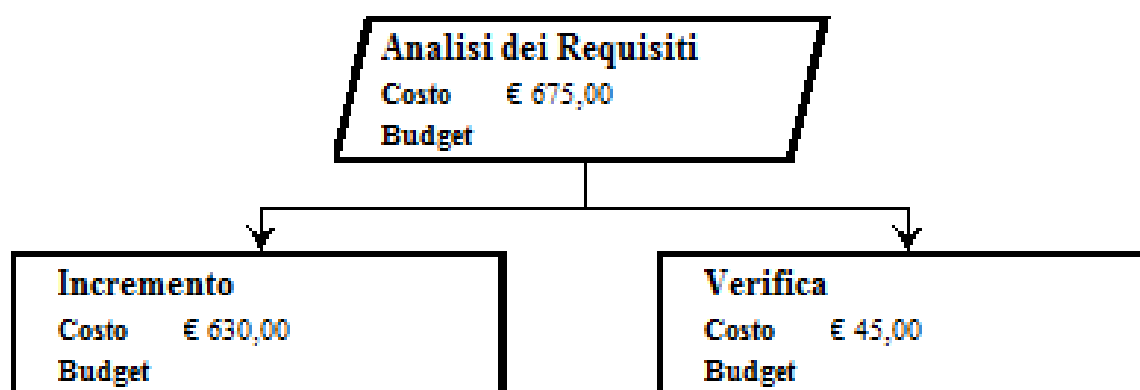 Analisi dei Requisiti
Costo € 675,00
Budget
Incremento
Costo € 630,00
Budget
Verifica
Costo € 45,00
Budget